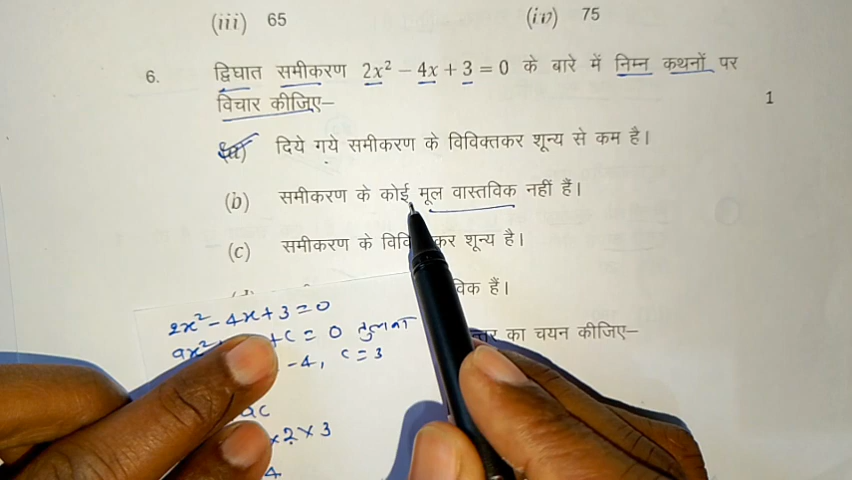 (iii) 65 (iv) 75
6. द्विघात समीकरण 2x² − 4x + 3 = 0 के बारे में निम्न कथनों पर
विचार कीजिए− 1
(a) दिये गये समीकरण के विविक्तकर शून्य से कम है।
(b) समीकरण के कोई मूल वास्तविक नहीं हैं।
(c) समीकरण के शून्य है।
हैं।
का चयन कीजिए−
2x² − 4x + 3 = 0
+ c = 0 तुलना
− 4, c = 3
ac
× 2 × 3
4